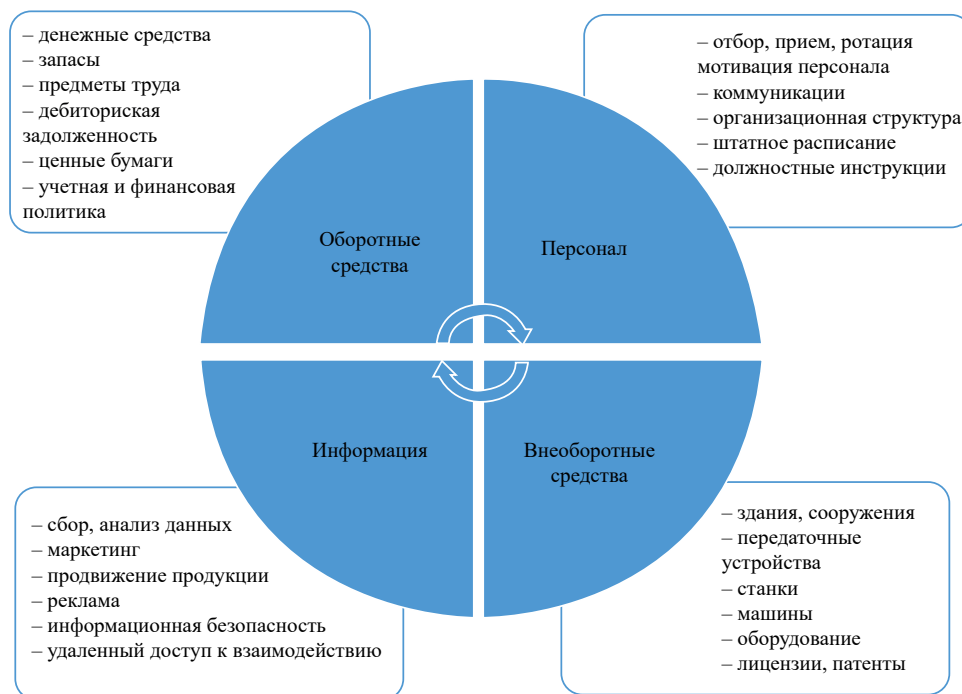 – денежные средства
– запасы
– предметы труда
– дебиториская
задолженность
– ценные бумаги
– учетная и финансовая
политика
– отбор, прием, ротация
мотивация персонала
– коммуникации
– организационная структура
– штатное расписание
– должностные инструкции
Оборотные
средства
Персонал
Информация
Внеоборотные
средства
– сбор, анализ данных
– маркетинг
– продвижение продукции
– реклама
– информационная безопасность
– удаленный доступ к взаимодействию
– здания, сооружения
– передаточные
устройства
– станки
– машины
– оборудование
– лицензии, патенты